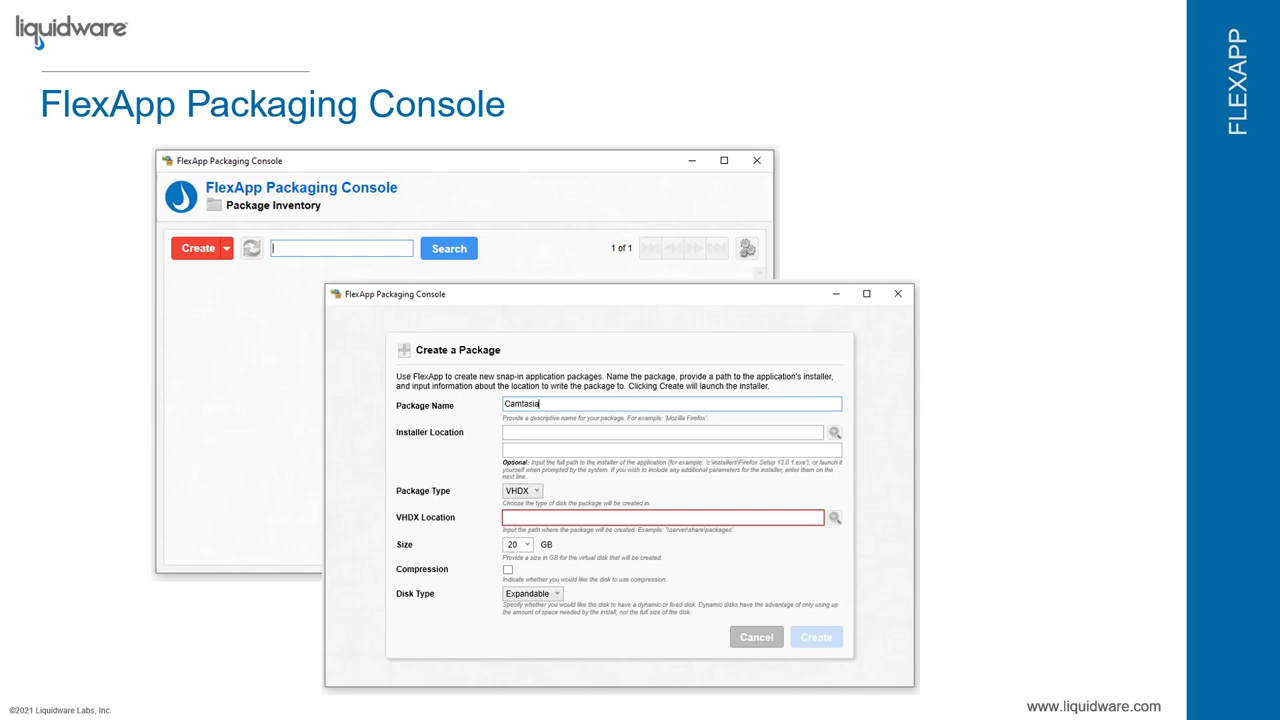 liquidware
FLEXAPP
FlexApp Packaging Console
FlexApp Packaging Console
FlexApp Packaging Console
Package Inventory
Create
Search
1 of 1
FlexApp Packaging Console
Create a Package
Use FlexApp to create new snap-in application packages. Name the package, provide a path to the application's installer,
and input information about the location to write the package to. Clicking Create will launch the installer.
Package Name
Camtasia
Provide a descriptive name for your package. For example: 'Mozilla Firefox'.
Installer Location
Optional: Input the full path to the installer of the application (for example: 'c:\installers\Firefox Setup 13.0.1.exe'), or launch it
yourself when prompted by the system. If you wish to include any additional parameters for the installer, enter them on the
next line.
Package Type
VHDX
Choose the type of disk the package will be created in.
VHDX Location
Input the path where the package will be created. Example: '\\server\share\packages'.
Size
20
GB
Provide a size in GB for the virtual disk that will be created.
Compression
Indicate whether you would like the disk to use compression.
Disk Type
Expandable
Specify whether you would like the disk to have a dynamic or fixed disk. Dynamic disks have the advantage of only using up
the amount of space needed by the install, not the full size of the disk.
Cancel
Create
©2021 Liquidware Labs, Inc.
www.liquidware.com